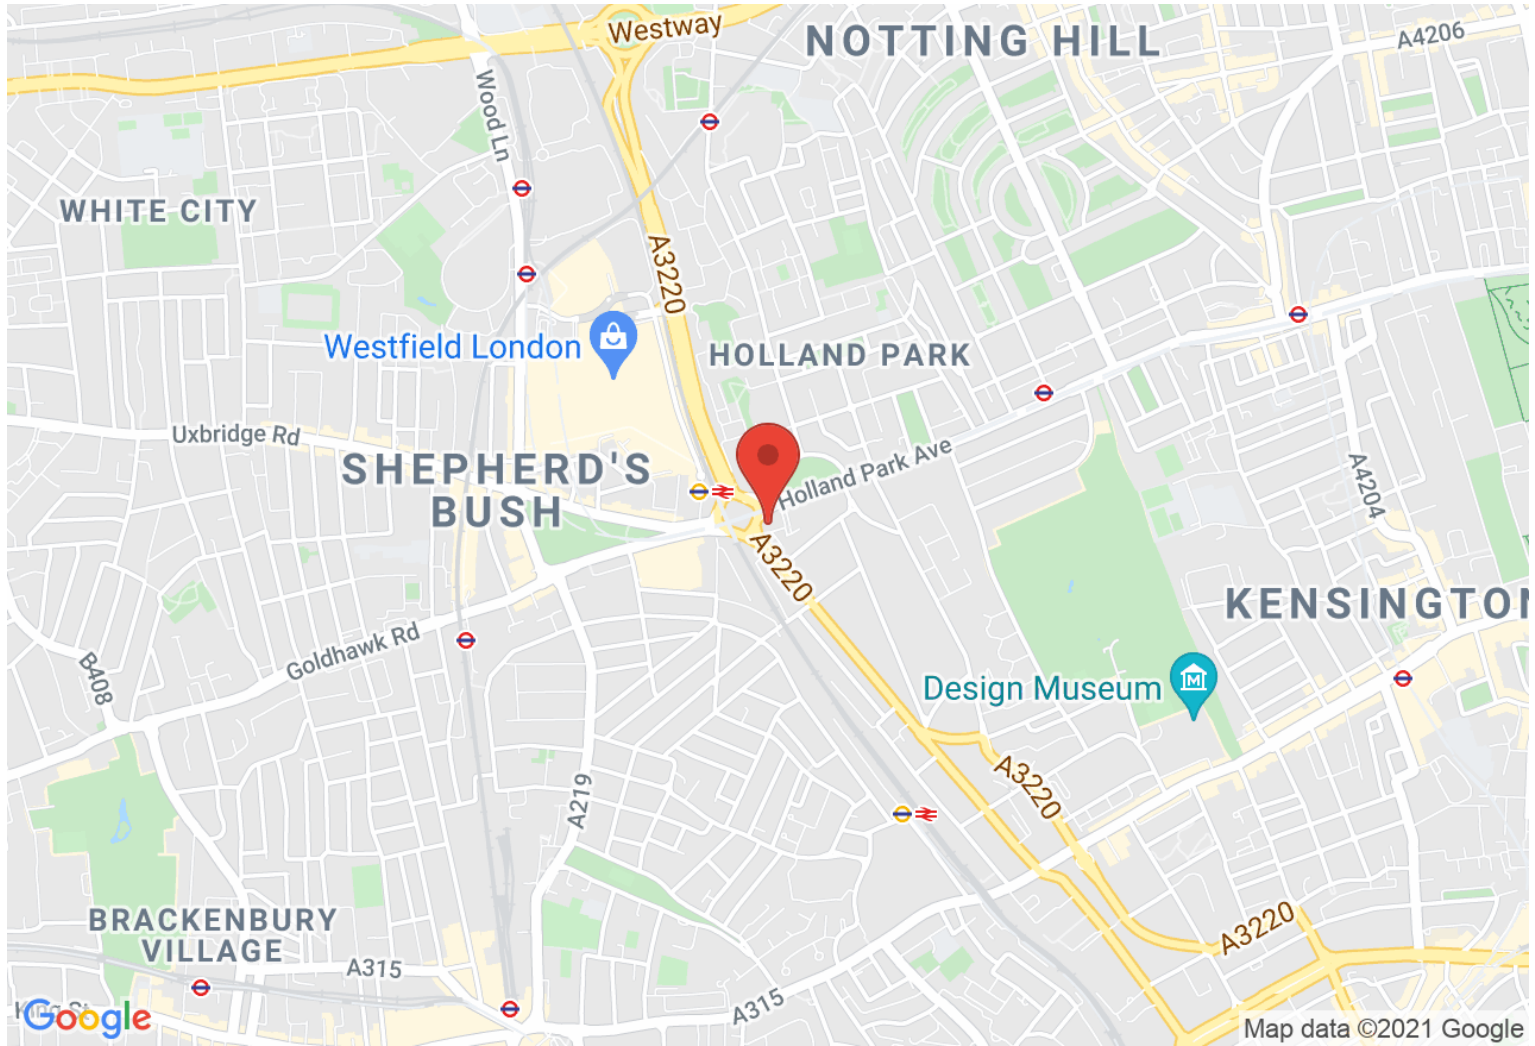 Westway
NOTTING HILL
A4206
Wood Ln
WHITE CITY
A3220
Westfield London
HOLLAND PARK
Uxbridge Rd
SHEPHERD'S
BUSH
Holland Park Ave
A4204
A3220
KENSINGTON
Goldhawk Rd
B408
Design Museum
M
A219
A3220
BRACKENBURY
VILLAGE
A3220
A315
A315
King St
Google
Map data ©2021 Google